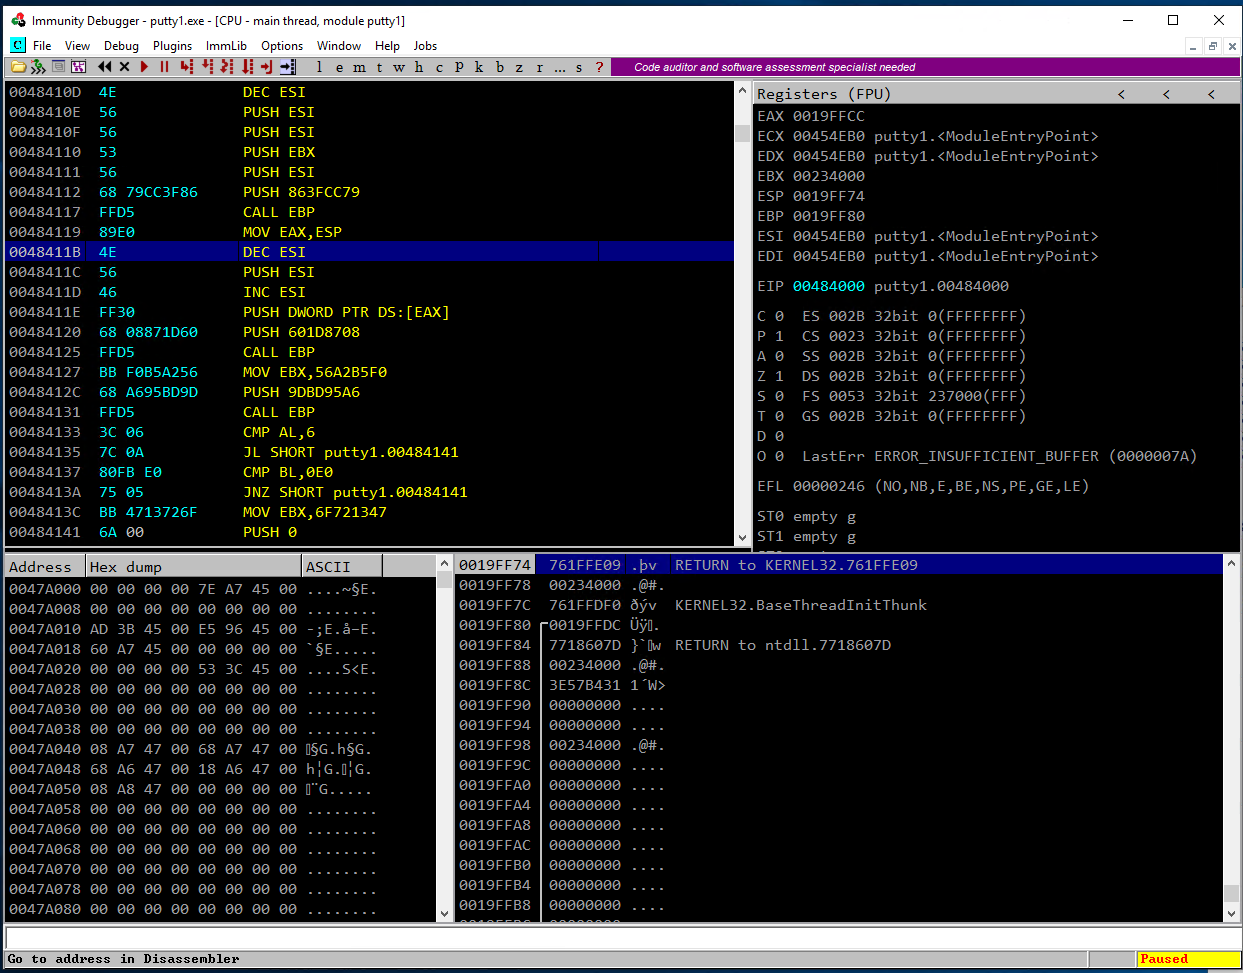 Immunity Debugger - putty1.exe - [CPU - main thread, module putty1]
C File View Debug Plugins ImmLib Options Window Help Jobs
l e m t w h c P k b z r ... s ? Code auditor and software assessment specialist needed
0048410D 4E DEC ESI
0048410E 56 PUSH ESI
0048410F 56 PUSH ESI
00484110 53 PUSH EBX
00484111 56 PUSH ESI
00484112 68 79CC3F86 PUSH 863FCC79
00484117 FFD5 CALL EBP
00484119 89E0 MOV EAX,ESP
0048411B 4E DEC ESI
0048411C 56 PUSH ESI
0048411D 46 INC ESI
0048411E FF30 PUSH DWORD PTR DS:[EAX]
00484120 68 08871D60 PUSH 601D8708
00484125 FFD5 CALL EBP
00484127 BB F0B5A256 MOV EBX,56A2B5F0
0048412C 68 A695BD9D PUSH 9DBD95A6
00484131 FFD5 CALL EBP
00484133 3C 06 CMP AL,6
00484135 7C 0A JL SHORT putty1.00484141
00484137 80FB E0 CMP BL,0E0
0048413A 75 05 JNZ SHORT putty1.00484141
0048413C BB 4713726F MOV EBX,6F721347
00484141 6A 00 PUSH 0
Registers (FPU) < < <
EAX 0019FFCC
ECX 00454EB0 putty1.<ModuleEntryPoint>
EDX 00454EB0 putty1.<ModuleEntryPoint>
EBX 00234000
ESP 0019FF74
EBP 0019FF80
ESI 00454EB0 putty1.<ModuleEntryPoint>
EDI 00454EB0 putty1.<ModuleEntryPoint>
EIP 00484000 putty1.00484000
C 0 ES 002B 32bit 0(FFFFFFFF)
P 1 CS 0023 32bit 0(FFFFFFFF)
A 0 SS 002B 32bit 0(FFFFFFFF)
Z 1 DS 002B 32bit 0(FFFFFFFF)
S 0 FS 0053 32bit 237000(FFF)
T 0 GS 002B 32bit 0(FFFFFFFF)
D 0
O 0 LastErr ERROR_INSUFFICIENT_BUFFER (0000007A)
EFL 00000246 (NO,NB,E,BE,NS,PE,GE,LE)
ST0 empty g
ST1 empty g
Address Hex dump ASCII
0047A000 00 00 00 00 7E A7 45 00 ....~§E.
0047A008 00 00 00 00 00 00 00 00 ........
0047A010 AD 3B 45 00 E5 96 45 00 -;E.å–E.
0047A018 60 A7 45 00 00 00 00 00 `§E.....
0047A020 00 00 00 00 53 3C 45 00 ....S<E.
0047A028 00 00 00 00 00 00 00 00 ........
0047A030 00 00 00 00 00 00 00 00 ........
0047A038 00 00 00 00 00 00 00 00 ........
0047A040 08 A7 47 00 68 A7 47 00 §G.h§G.
0047A048 68 A6 47 00 18 A6 47 00 h¦G.¦G.
0047A050 08 A8 47 00 00 00 00 00 ¨G.....
0047A058 00 00 00 00 00 00 00 00 ........
0047A060 00 00 00 00 00 00 00 00 ........
0047A068 00 00 00 00 00 00 00 00 ........
0047A070 00 00 00 00 00 00 00 00 ........
0047A078 00 00 00 00 00 00 00 00 ........
0047A080 00 00 00 00 00 00 00 00 ........
0019FF74 761FFE09 .þv RETURN to KERNEL32.761FFE09
0019FF78 00234000 .@#.
0019FF7C 761FFDF0 ðýv KERNEL32.BaseThreadInitThunk
0019FF80 0019FFDC Üÿ.
0019FF84 7718607D }`w RETURN to ntdll.7718607D
0019FF88 00234000 .@#.
0019FF8C 3E57B431 1´W>
0019FF90 00000000 ....
0019FF94 00000000 ....
0019FF98 00234000 .@#.
0019FF9C 00000000 ....
0019FFA0 00000000 ....
0019FFA4 00000000 ....
0019FFA8 00000000 ....
0019FFAC 00000000 ....
0019FFB0 00000000 ....
0019FFB4 00000000 ....
0019FFB8 00000000 ....
Go to address in Disassembler
Paused